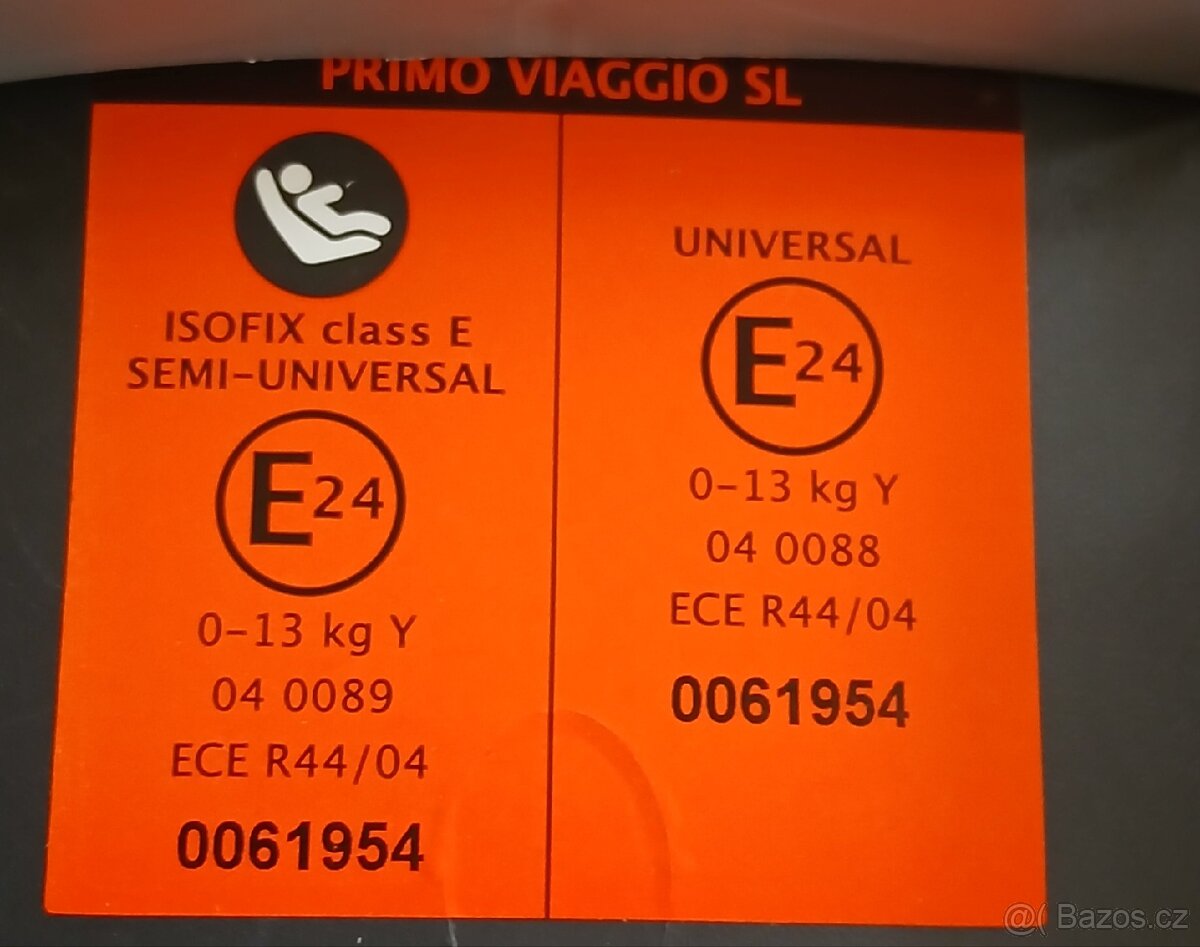 PRIMO VIAGGIO SL
ISOFIX class E
SEMI-UNIVERSAL
E24
0-13 kg Y
04 0089
ECE R44/04
0061954
UNIVERSAL
E24
0-13 kg Y
04 0088
ECE R44/04
0061954
@( Bazos.cz